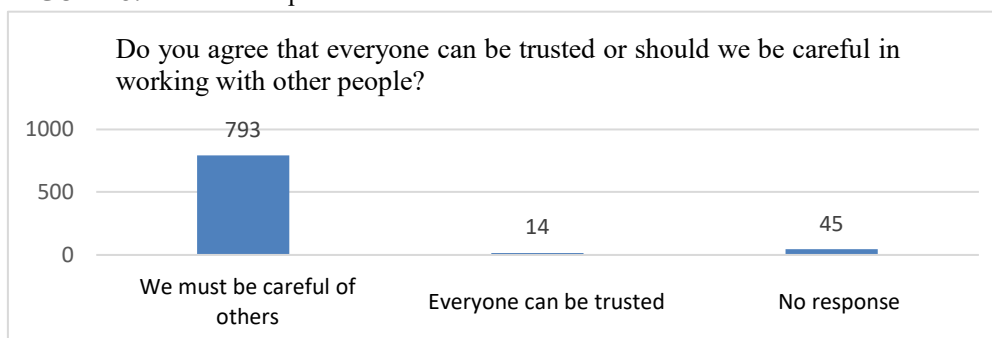 Do you agree that everyone can be trusted or should we be careful in
working with other people?
1000
793
500
14
45
0
We must be careful of
others
Everyone can be trusted
No response